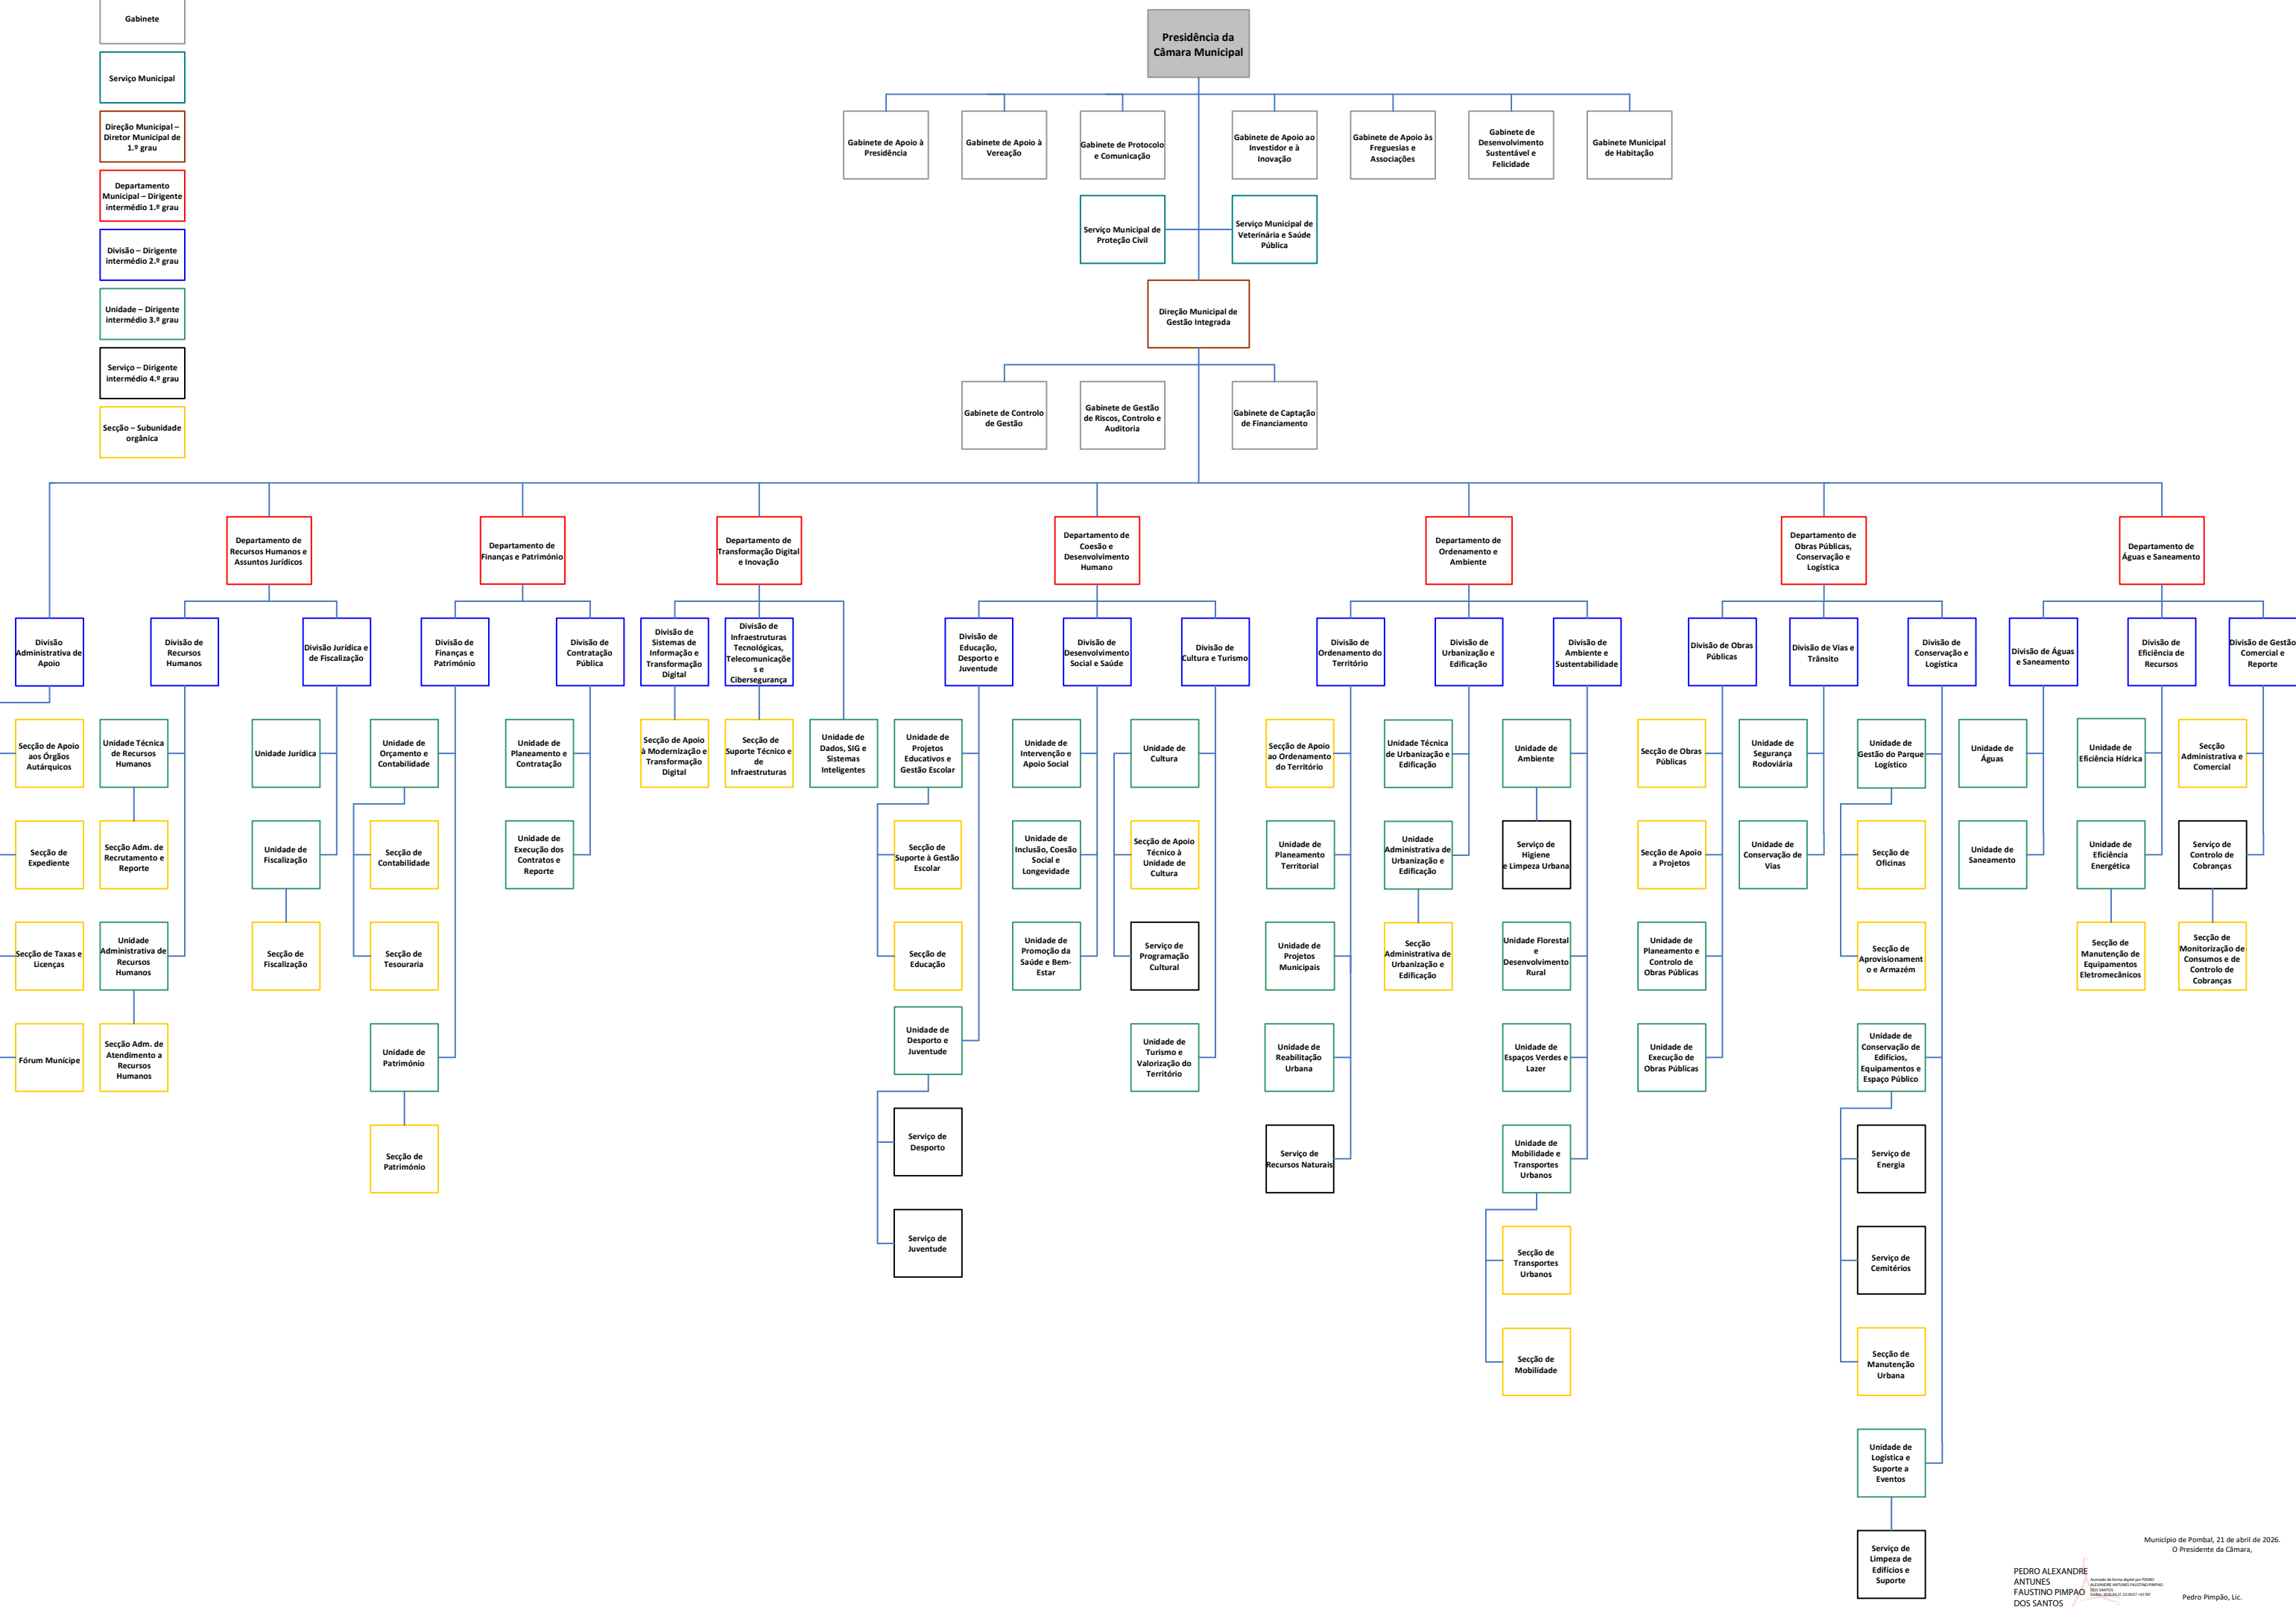 Gabinete
Serviço Municipal
Direção Municipal –
Diretor Municipal de
1.º grau
Departamento
Municipal – Dirigente
intermédio 1.º grau
Divisão – Dirigente
intermédio 2.º grau
Unidade – Dirigente
intermédio 3.º grau
Serviço – Dirigente
intermédio 4.º grau
Secção – Subunidade
orgânica
Presidência da
Câmara Municipal
Gabinete de Apoio à
Presidência
Gabinete de Apoio à
Vereação
Gabinete de Protocolo
e Comunicação
Gabinete de Apoio ao
Investidor e à
Inovação
Gabinete de Apoio às
Freguesias e
Associações
Gabinete de
Desenvolvimento
Sustentável e
Felicidade
Gabinete Municipal
de Habitação
Serviço Municipal de
Proteção Civil
Serviço Municipal de
Veterinária e Saúde
Pública
Direção Municipal de
Gestão Integrada
Gabinete de Controlo
de Gestão
Gabinete de Gestão
de Riscos, Controlo e
Auditoria
Gabinete de Captação
de Financiamento
Departamento de
Recursos Humanos e
Assuntos Jurídicos
Departamento de
Finanças e Património
Departamento de
Transformação Digital
e Inovação
Departamento de
Coesão e
Desenvolvimento
Humano
Departamento de
Ordenamento e
Ambiente
Departamento de
Obras Públicas,
Conservação e
Logística
Departamento de
Águas e Saneamento
Divisão
Administrativa de
Apoio
Divisão de
Recursos
Humanos
Divisão Jurídica e
de Fiscalização
Divisão de
Finanças e
Património
Divisão de
Contratação
Pública
Divisão de
Sistemas de
Informação e
Transformação
Digital
Divisão de
Infraestruturas
Tecnológicas,
Telecomunicaçõe
s e
Cibersegurança
Divisão de
Educação,
Desporto e
Juventude
Divisão de
Desenvolvimento
Social e Saúde
Divisão de
Cultura e Turismo
Divisão de
Ordenamento do
Território
Divisão de
Urbanização e
Edificação
Divisão de
Ambiente e
Sustentabilidade
Divisão de Obras
Públicas
Divisão de Vias e
Trânsito
Divisão de
Conservação e
Logística
Divisão de Águas
e Saneamento
Divisão de
Eficiência de
Recursos
Divisão de Gestão
Comercial e
Reporte
Secção de Apoio
aos Órgãos
Autárquicos
Unidade Técnica
de Recursos
Humanos
Unidade Jurídica
Unidade de
Orçamento e
Contabilidade
Unidade de
Planeamento e
Contratação
Secção de Apoio
à Modernização e
Transformação
Digital
Secção de
Suporte Técnico e
de
Infraestruturas
Unidade de
Dados, SIG e
Sistemas
Inteligentes
Unidade de
Projetos
Educativos e
Gestão Escolar
Unidade de
Intervenção e
Apoio Social
Unidade de
Cultura
Secção de Apoio
ao Ordenamento
do Território
Unidade Técnica
de Urbanização e
Edificação
Unidade de
Ambiente
Secção de Obras
Públicas
Unidade de
Segurança
Rodoviária
Unidade de
Gestão do Parque
Logístico
Unidade de
Águas
Unidade de
Eficiência Hídrica
Secção
Administrativa e
Comercial
Secção de
Expediente
Secção Adm. de
Recrutamento e
Reporte
Unidade de
Fiscalização
Secção de
Contabilidade
Unidade de
Execução dos
Contratos e
Reporte
Secção de
Suporte à Gestão
Escolar
Unidade de
Inclusão, Coesão
Social e
Longevidade
Secção de Apoio
Técnico à
Unidade de
Cultura
Unidade de
Planeamento
Territorial
Unidade
Administrativa de
Urbanização e
Edificação
Serviço de
Higiene
e Limpeza Urbana
Secção de Apoio
a Projetos
Unidade de
Conservação de
Vias
Secção de
Oficinas
Unidade de
Saneamento
Unidade de
Eficiência
Energética
Serviço de
Controlo de
Cobranças
Secção de Taxas e
Licenças
Unidade
Administrativa de
Recursos
Humanos
Secção de
Fiscalização
Secção de
Tesouraria
Secção de
Educação
Unidade de
Promoção da
Saúde e Bem-
Estar
Serviço de
Programação
Cultural
Unidade de
Projetos
Municipais
Secção
Administrativa de
Urbanização e
Edificação
Unidade Florestal
e
Desenvolvimento
Rural
Unidade de
Planeamento e
Controlo de
Obras Públicas
Secção de
Aprovisionament
o e Armazém
Secção de
Manutenção de
Equipamentos
Eletromecânicos
Secção de
Monitorização de
Consumos e de
Controlo de
Cobranças
Fórum Munícipe
Secção Adm. de
Atendimento a
Recursos
Humanos
Unidade de
Património
Unidade de
Desporto e
Juventude
Unidade de
Turismo e
Valorização do
Território
Unidade de
Reabilitação
Urbana
Unidade de
Espaços Verdes e
Lazer
Unidade de
Execução de
Obras Públicas
Unidade de
Conservação de
Edifícios,
Equipamentos e
Espaço Público
Secção de
Património
Serviço de
Desporto
Serviço de
Recursos Naturais
Unidade de
Mobilidade e
Transportes
Urbanos
Serviço de
Energia
Serviço de
Juventude
Secção de
Transportes
Urbanos
Serviço de
Cemitérios
Secção de
Mobilidade
Secção de
Manutenção
Urbana
Unidade de
Logística e
Suporte a
Eventos
Serviço de
Limpeza de
Edifícios e
Suporte
Município de Pombal, 21 de abril de 2026.
O Presidente da Câmara,
PEDRO ALEXANDRE
ANTUNES
FAUSTINO PIMPAO
DOS SANTOS
Assinado de forma digital por PEDRO
ALEXANDRE ANTUNES FAUSTINO PIMPAO
DOS SANTOS
Pedro Pimpão, Lic.